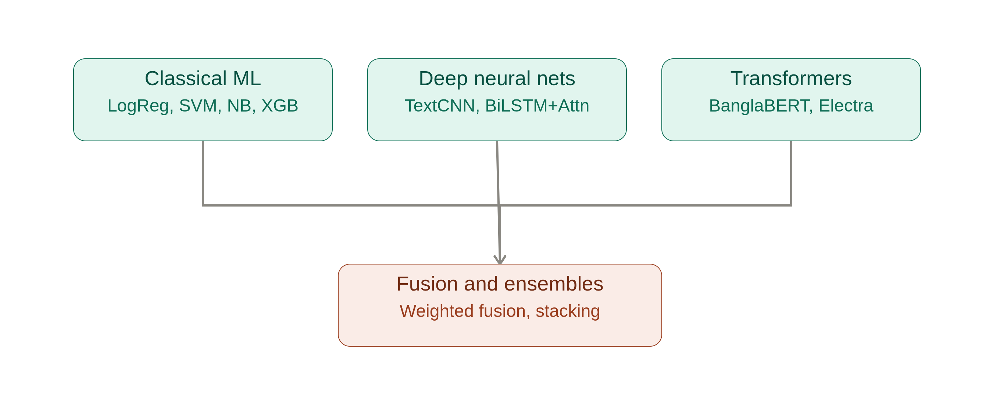 Classical ML
LogReg, SVM, NB, XGB
Deep neural nets
TextCNN, BiLSTM+Attn
Transformers
BanglaBERT, Electra
Fusion and ensembles
Weighted fusion, stacking